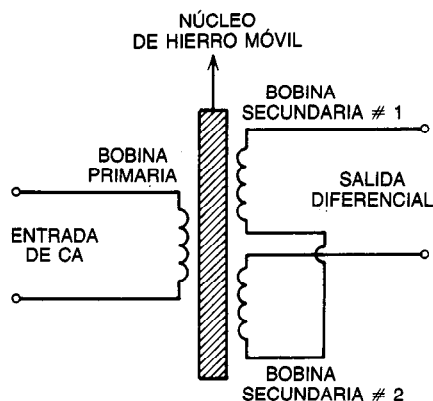 NÚCLEO
DE HIERRO MÓVIL
BOBINA
SECUNDARIA # 1
BOBINA
PRIMARIA
SALIDA
DIFERENCIAL
ENTRADA
DE CA
BOBINA
SECUNDARIA # 2